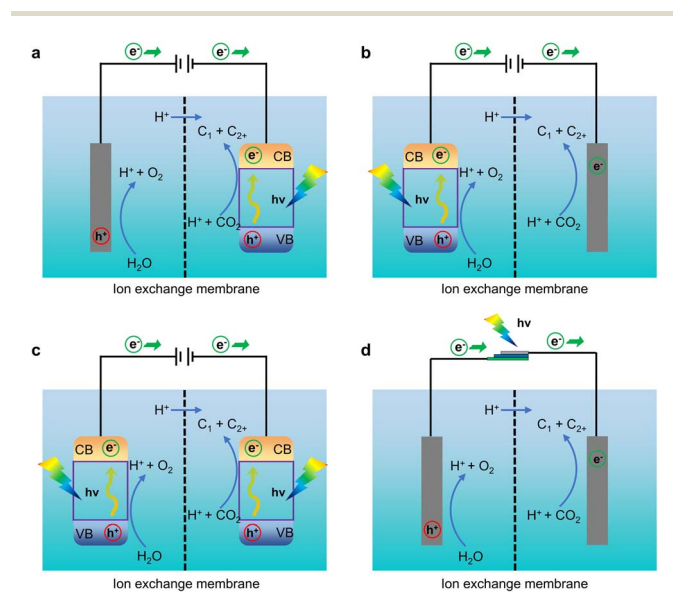 a
e⁻ e⁻
H⁺
C₁ + C₂₊
H⁺ + O₂
e⁻ CB
hv
H⁺ + CO₂
h⁺
h⁺ VB
H₂O
Ion exchange membrane
b
e⁻ e⁻
H⁺
C₁ + C₂₊
CB e⁻
H⁺ + O₂
e⁻
hv
H⁺ + CO₂
VB h⁺
H₂O
Ion exchange membrane
c
e⁻ e⁻
H⁺
C₁ + C₂₊
CB e⁻
H⁺ + O₂
e⁻ CB
hv
hv
H⁺ + CO₂
VB h⁺
h⁺ VB
H₂O
Ion exchange membrane
d
hv
e⁻ e⁻
H⁺
C₁ + C₂₊
H⁺ + O₂
e⁻
H⁺ + CO₂
h⁺
H₂O
Ion exchange membrane